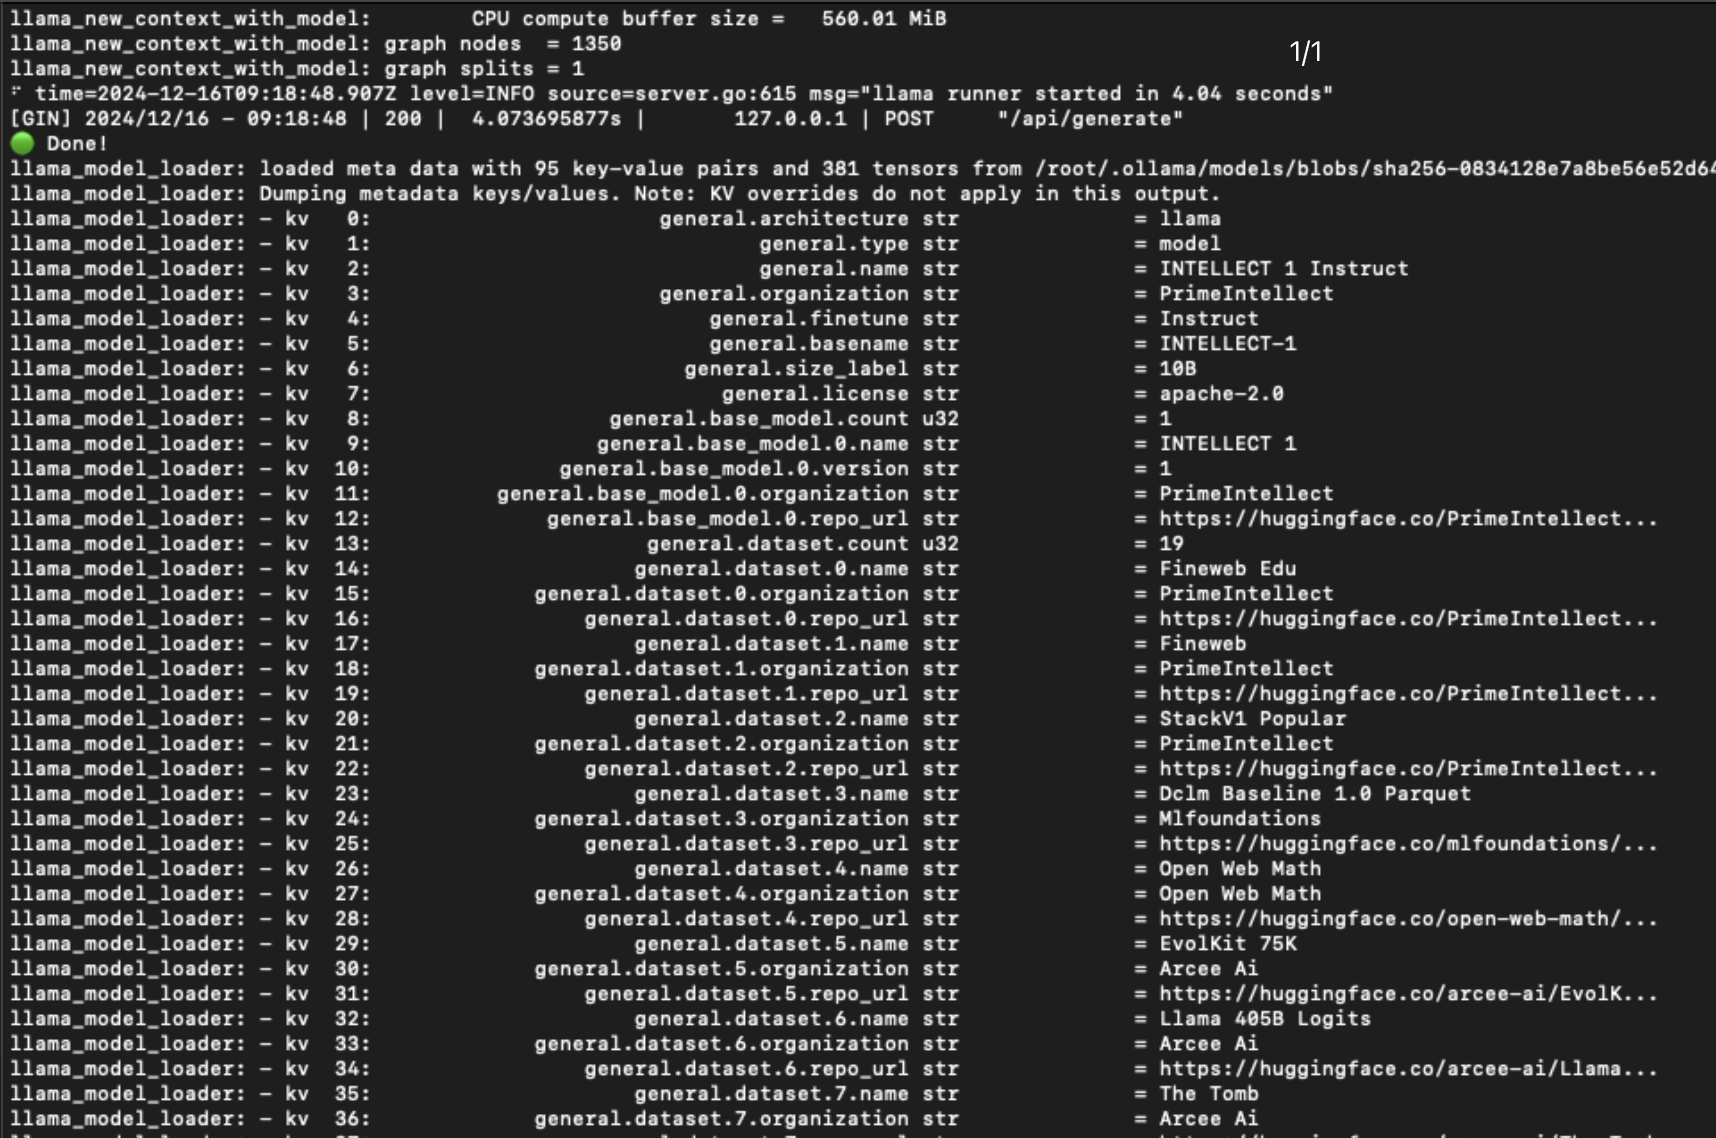 llama_new_context_with_model:        CPU compute buffer size =   560.01 MiB
llama_new_context_with_model: graph nodes  = 1350
1/1
llama_new_context_with_model: graph splits = 1
time=2024-12-16T09:18:48.907Z level=INFO source=server.go:615 msg="llama runner started in 4.04 seconds"
[GIN] 2024/12/16 - 09:18:48 | 200 |  4.073695877s |       127.0.0.1 | POST     "/api/generate"
Done!
llama_model_loader: loaded meta data with 95 key-value pairs and 381 tensors from /root/.ollama/models/blobs/sha256-0834128e7a8be56e52d64
llama_model_loader: Dumping metadata keys/values. Note: KV overrides do not apply in this output.
llama_model_loader: - kv   0:                       general.architecture str              = llama
llama_model_loader: - kv   1:                               general.type str              = model
llama_model_loader: - kv   2:                               general.name str              = INTELLECT 1 Instruct
llama_model_loader: - kv   3:                       general.organization str              = PrimeIntellect
llama_model_loader: - kv   4:                           general.finetune str              = Instruct
llama_model_loader: - kv   5:                           general.basename str              = INTELLECT-1
llama_model_loader: - kv   6:                         general.size_label str              = 10B
llama_model_loader: - kv   7:                            general.license str              = apache-2.0
llama_model_loader: - kv   8:                   general.base_model.count u32              = 1
llama_model_loader: - kv   9:                  general.base_model.0.name str              = INTELLECT 1
llama_model_loader: - kv  10:               general.base_model.0.version str              = 1
llama_model_loader: - kv  11:          general.base_model.0.organization str              = PrimeIntellect
llama_model_loader: - kv  12:              general.base_model.0.repo_url str              = https://huggingface.co/PrimeIntellect...
llama_model_loader: - kv  13:                      general.dataset.count u32              = 19
llama_model_loader: - kv  14:                     general.dataset.0.name str              = Fineweb Edu
llama_model_loader: - kv  15:             general.dataset.0.organization str              = PrimeIntellect
llama_model_loader: - kv  16:                 general.dataset.0.repo_url str              = https://huggingface.co/PrimeIntellect...
llama_model_loader: - kv  17:                     general.dataset.1.name str              = Fineweb
llama_model_loader: - kv  18:             general.dataset.1.organization str              = PrimeIntellect
llama_model_loader: - kv  19:                 general.dataset.1.repo_url str              = https://huggingface.co/PrimeIntellect...
llama_model_loader: - kv  20:                     general.dataset.2.name str              = StackV1 Popular
llama_model_loader: - kv  21:             general.dataset.2.organization str              = PrimeIntellect
llama_model_loader: - kv  22:                 general.dataset.2.repo_url str              = https://huggingface.co/PrimeIntellect...
llama_model_loader: - kv  23:                     general.dataset.3.name str              = Dclm Baseline 1.0 Parquet
llama_model_loader: - kv  24:             general.dataset.3.organization str              = Mlfoundations
llama_model_loader: - kv  25:                 general.dataset.3.repo_url str              = https://huggingface.co/mlfoundations/...
llama_model_loader: - kv  26:                     general.dataset.4.name str              = Open Web Math
llama_model_loader: - kv  27:             general.dataset.4.organization str              = Open Web Math
llama_model_loader: - kv  28:                 general.dataset.4.repo_url str              = https://huggingface.co/open-web-math/...
llama_model_loader: - kv  29:                     general.dataset.5.name str              = EvolKit 75K
llama_model_loader: - kv  30:             general.dataset.5.organization str              = Arcee Ai
llama_model_loader: - kv  31:                 general.dataset.5.repo_url str              = https://huggingface.co/arcee-ai/EvolK...
llama_model_loader: - kv  32:                     general.dataset.6.name str              = Llama 405B Logits
llama_model_loader: - kv  33:             general.dataset.6.organization str              = Arcee Ai
llama_model_loader: - kv  34:                 general.dataset.6.repo_url str              = https://huggingface.co/arcee-ai/Llama...
llama_model_loader: - kv  35:                     general.dataset.7.name str              = The Tomb
llama_model_loader: - kv  36:             general.dataset.7.organization str              = Arcee Ai